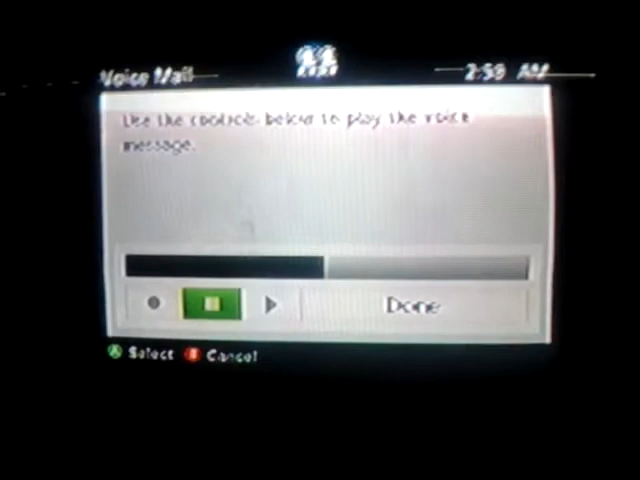 Voice Mail
2:59 AM
Use the controls below to play the voice
message.
Done
A Select B Cancel